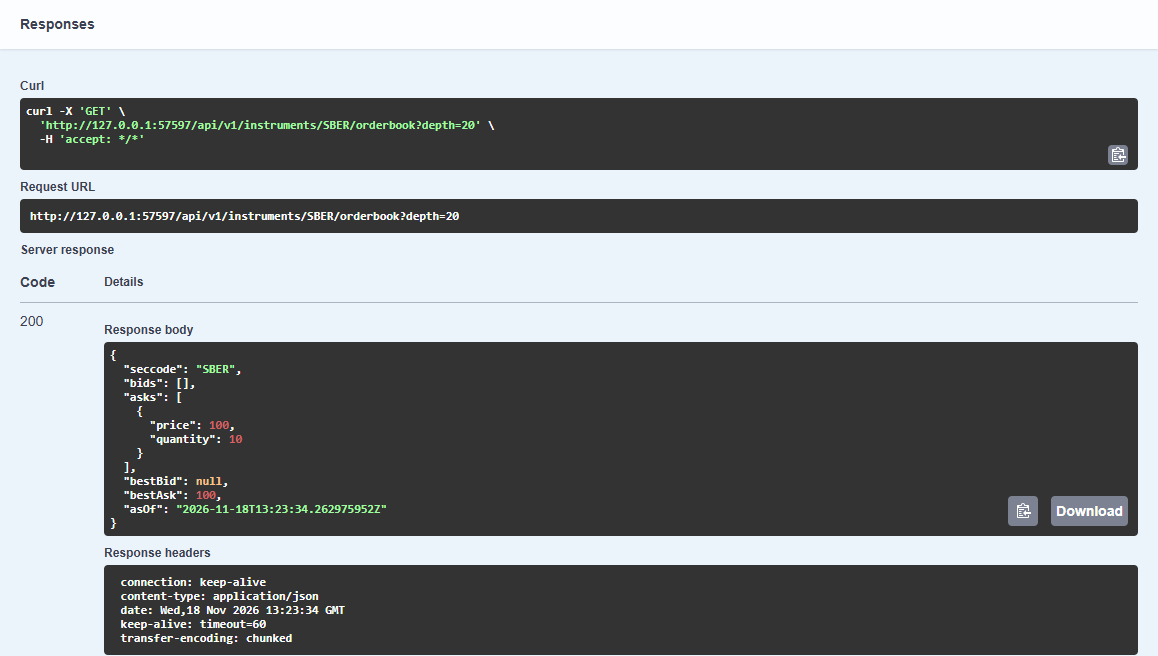 Responses
Curl
curl -X 'GET' \
  'http://127.0.0.1:57597/api/v1/instruments/SBER/orderbook?depth=20' \
  -H 'accept: */*'
Request URL
http://127.0.0.1:57597/api/v1/instruments/SBER/orderbook?depth=20
Server response
Code Details
200
Response body
{
  "seccode": "SBER",
  "bids": [],
  "asks": [
    {
      "price": 100,
      "quantity": 10
    }
  ],
  "bestBid": null,
  "bestAsk": 100,
  "asOf": "2026-11-18T13:23:34.262975952Z"
}
Download
Response headers
connection: keep-alive
content-type: application/json
date: Wed,18 Nov 2026 13:23:34 GMT
keep-alive: timeout=60
transfer-encoding: chunked